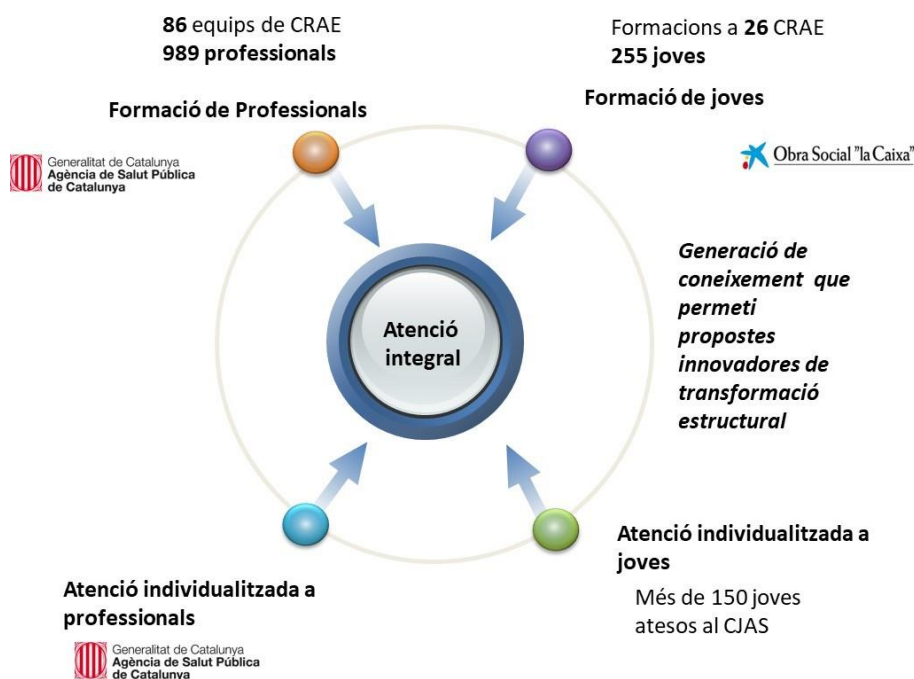 86 equips de CRAE
989 professionals
Formació de Professionals
Generalitat de Catalunya
Agència de Salut Pública
de Catalunya
Formacions a 26 CRAE
255 joves
Formació de joves
Obra Social "la Caixa"
Atenció
integral
Generació de
coneixement que
permeti
propostes
innovadores de
transformació
estructural
Atenció individualitzada a
professionals
Generalitat de Catalunya
Agència de Salut Pública
de Catalunya
Atenció individualitzada a
joves
Més de 150 joves
atesos al CJAS